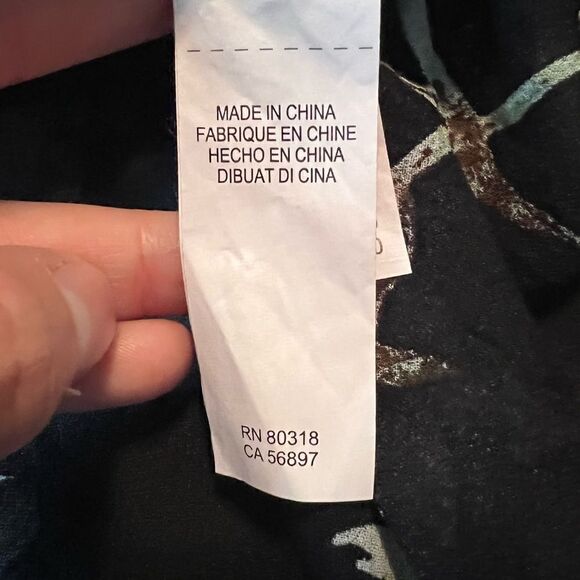 MADE IN CHINA
FABRIQUE EN CHINE
HECHO EN CHINA
DIBUAT DI CINA
RN 80318
CA 56897